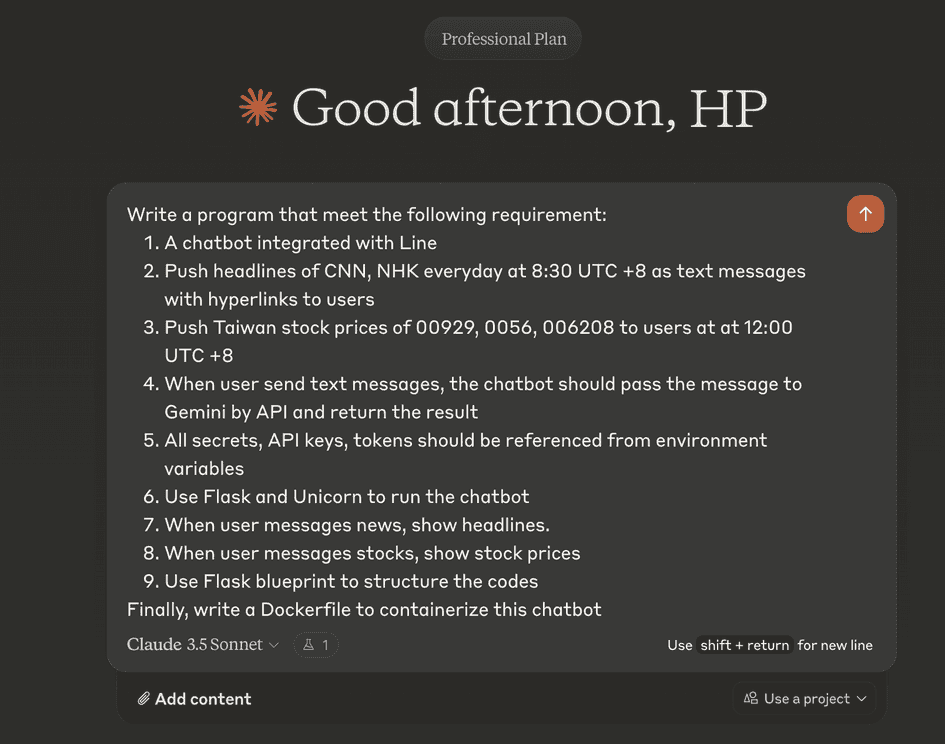 Professional Plan
Good afternoon, HP
Write a program that meet the following requirement:
1. A chatbot integrated with Line
2. Push headlines of CNN, NHK everyday at 8:30 UTC +8 as text messages
with hyperlinks to users
3. Push Taiwan stock prices of 00929, 0056, 006208 to users at at 12:00
UTC +8
4. When user send text messages, the chatbot should pass the message to
Gemini by API and return the result
5. All secrets, API keys, tokens should be referenced from environment
variables
6. Use Flask and Unicorn to run the chatbot
7. When user messages news, show headlines.
8. When user messages stocks, show stock prices
9. Use Flask blueprint to structure the codes
Finally, write a Dockerfile to containerize this chatbot
Claude 3.5 Sonnet 1 Use shift + return for new line
Add content Use a project